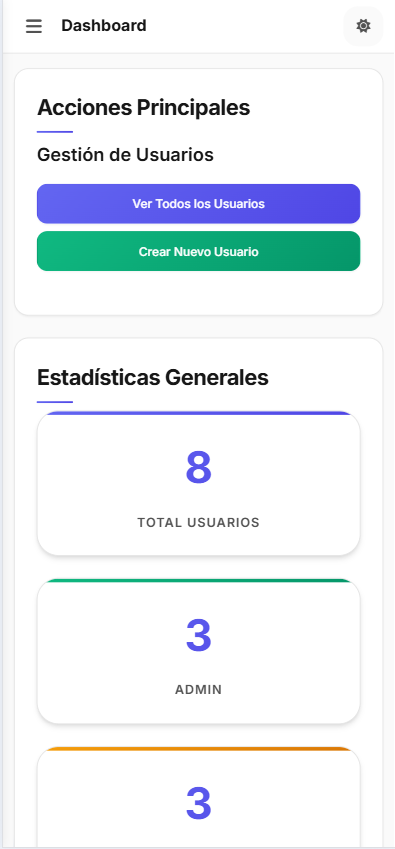 Dashboard
Acciones Principales
Gestión de Usuarios
Ver Todos los Usuarios
Crear Nuevo Usuario
Estadísticas Generales
8
TOTAL USUARIOS
3
ADMIN
3